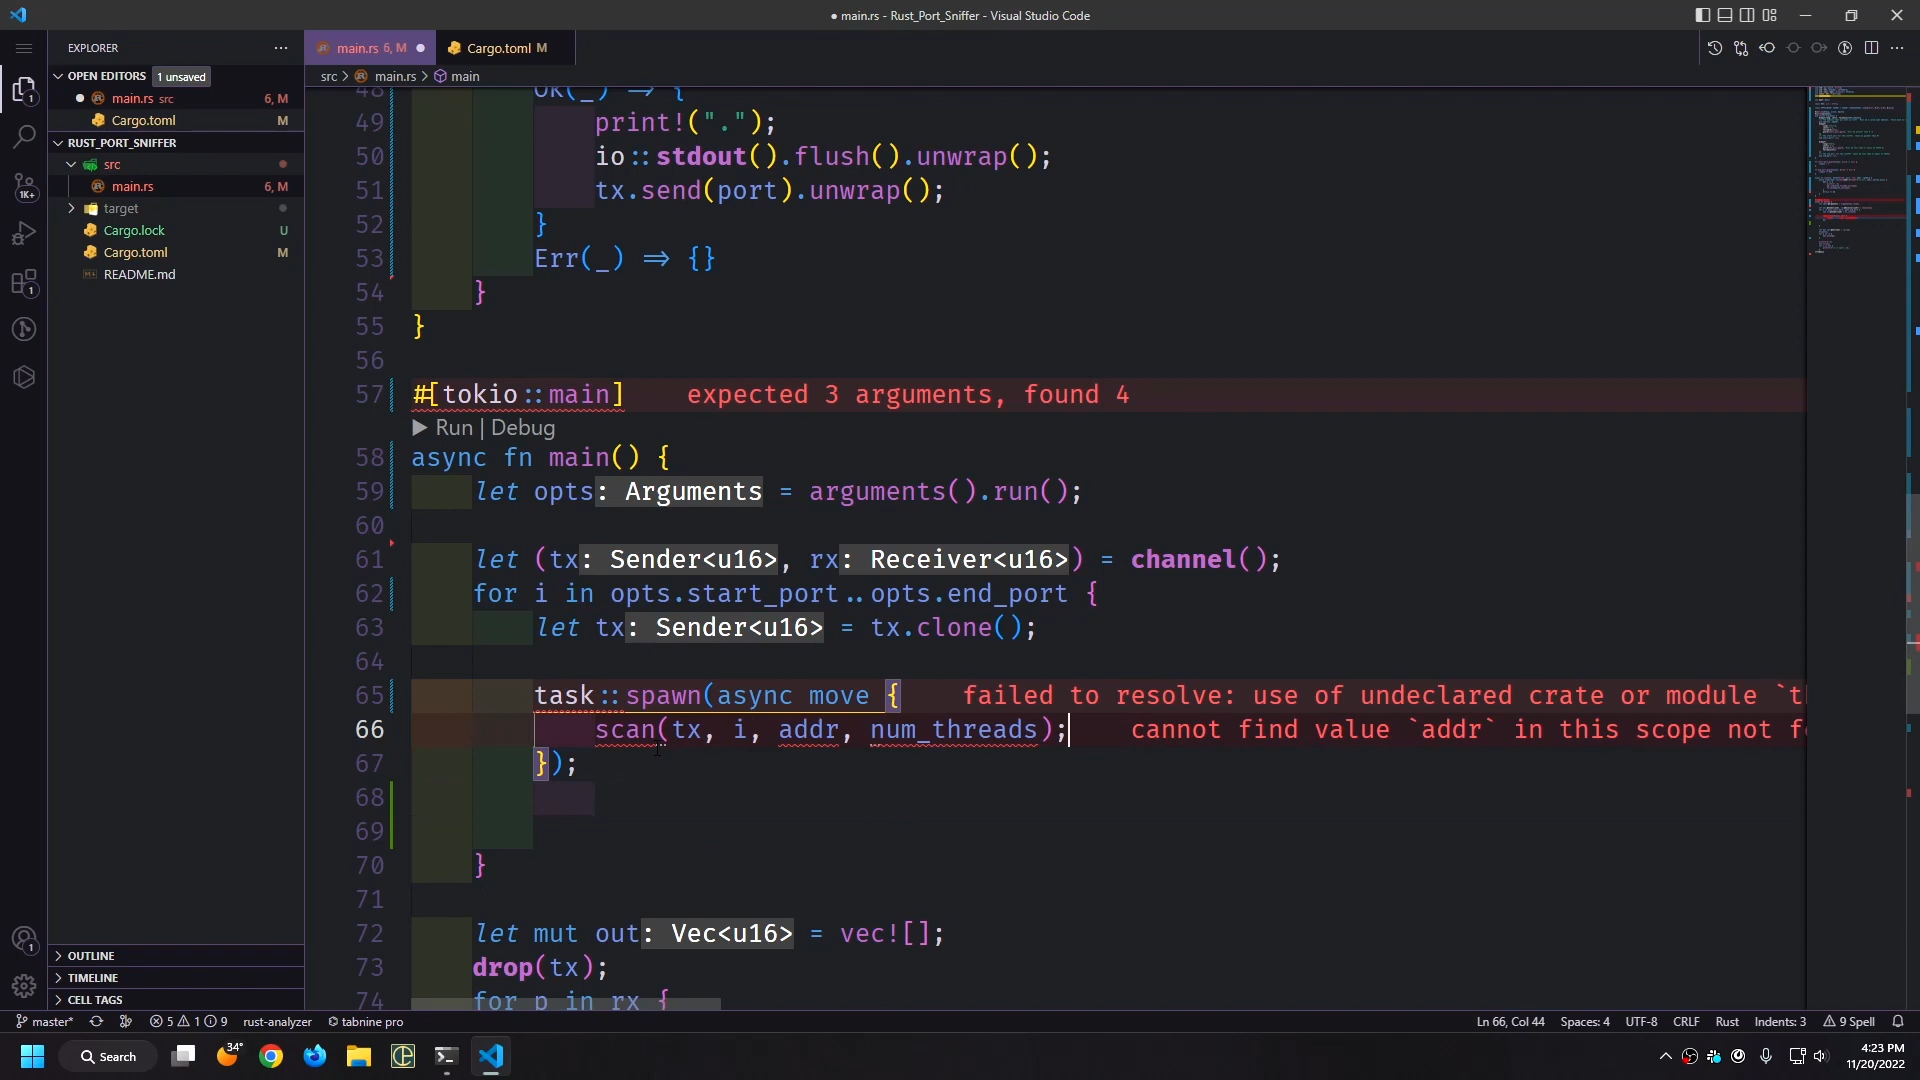 ● main.rs - Rust_Port_Sniffer - Visual Studio Code
EXPLORER
main.rs 6, M ●
Cargo.toml M
OPEN EDITORS 1 unsaved
● main.rs src 6, M
Cargo.toml M
RUST_PORT_SNIFFER
src
main.rs 6, M
target
Cargo.lock U
Cargo.toml M
README.md
OUTLINE
TIMELINE
CELL TAGS
src > main.rs > main
48 Ok(_) => {
49 print!(".");
50 io::stdout().flush().unwrap();
51 tx.send(port).unwrap();
52 }
53 Err(_) => {}
54 }
55 }
56
57 #[tokio::main] expected 3 arguments, found 4
▶ Run | Debug
58 async fn main() {
59 let opts: Arguments = arguments().run();
60
61 let (tx: Sender<u16>, rx: Receiver<u16>) = channel();
62 for i in opts.start_port..opts.end_port {
63 let tx: Sender<u16> = tx.clone();
64
65 task::spawn(async move { failed to resolve: use of undeclared crate or module `t
66 scan(tx, i, addr, num_threads); cannot find value `addr` in this scope not f
67 });
68
69
70 }
71
72 let mut out: Vec<u16> = vec![];
73 drop(tx);
74 for p in rx {
1
1K+
1
1
master* 5 1 9 rust-analyzer tabnine pro
Ln 66, Col 44 Spaces: 4 UTF-8 CRLF Rust Indents: 3 9 Spell
Search
34°
4:23 PM
11/20/2022